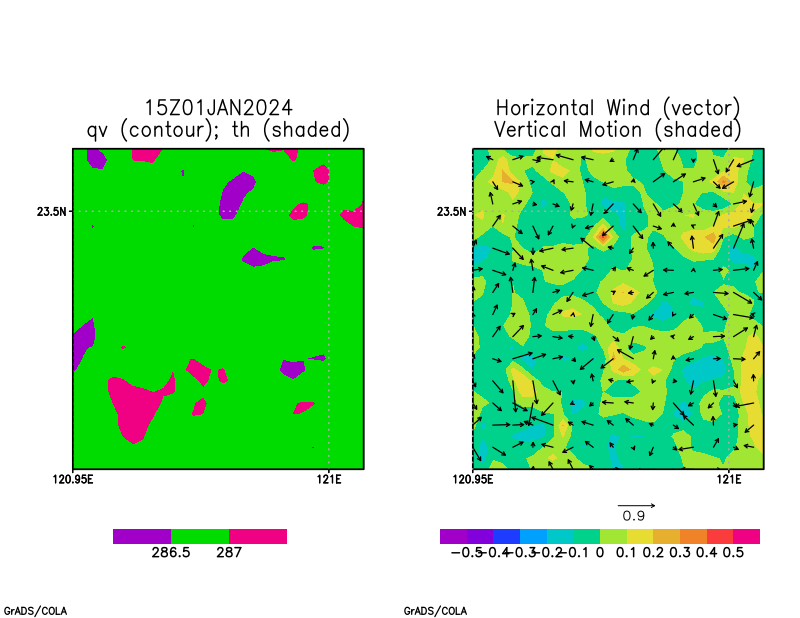 15Z01JAN2024
qv (contour); th (shaded)
23.5N
120.95E 121E
286.5 287
Horizontal Wind (vector)
Vertical Motion (shaded)
23.5N
120.95E 121E
0.9
-0.5 -0.4 -0.3 -0.2 -0.1 0 0.1 0.2 0.3 0.4 0.5
GrADS/COLA
GrADS/COLA